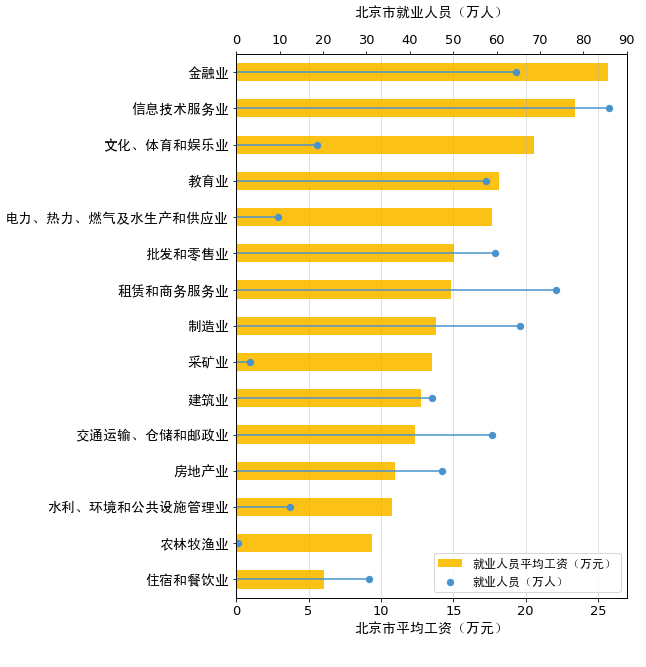 北京市就业人员（万人）
0 10 20 30 40 50 60 70 80 90
金融业
信息技术服务业
文化、体育和娱乐业
教育业
电力、热力、燃气及水生产和供应业
批发和零售业
租赁和商务服务业
制造业
采矿业
建筑业
交通运输、仓储和邮政业
房地产业
水利、环境和公共设施管理业
农林牧渔业
住宿和餐饮业
就业人员平均工资（万元）
就业人员（万人）
0 5 10 15 20 25
北京市平均工资（万元）